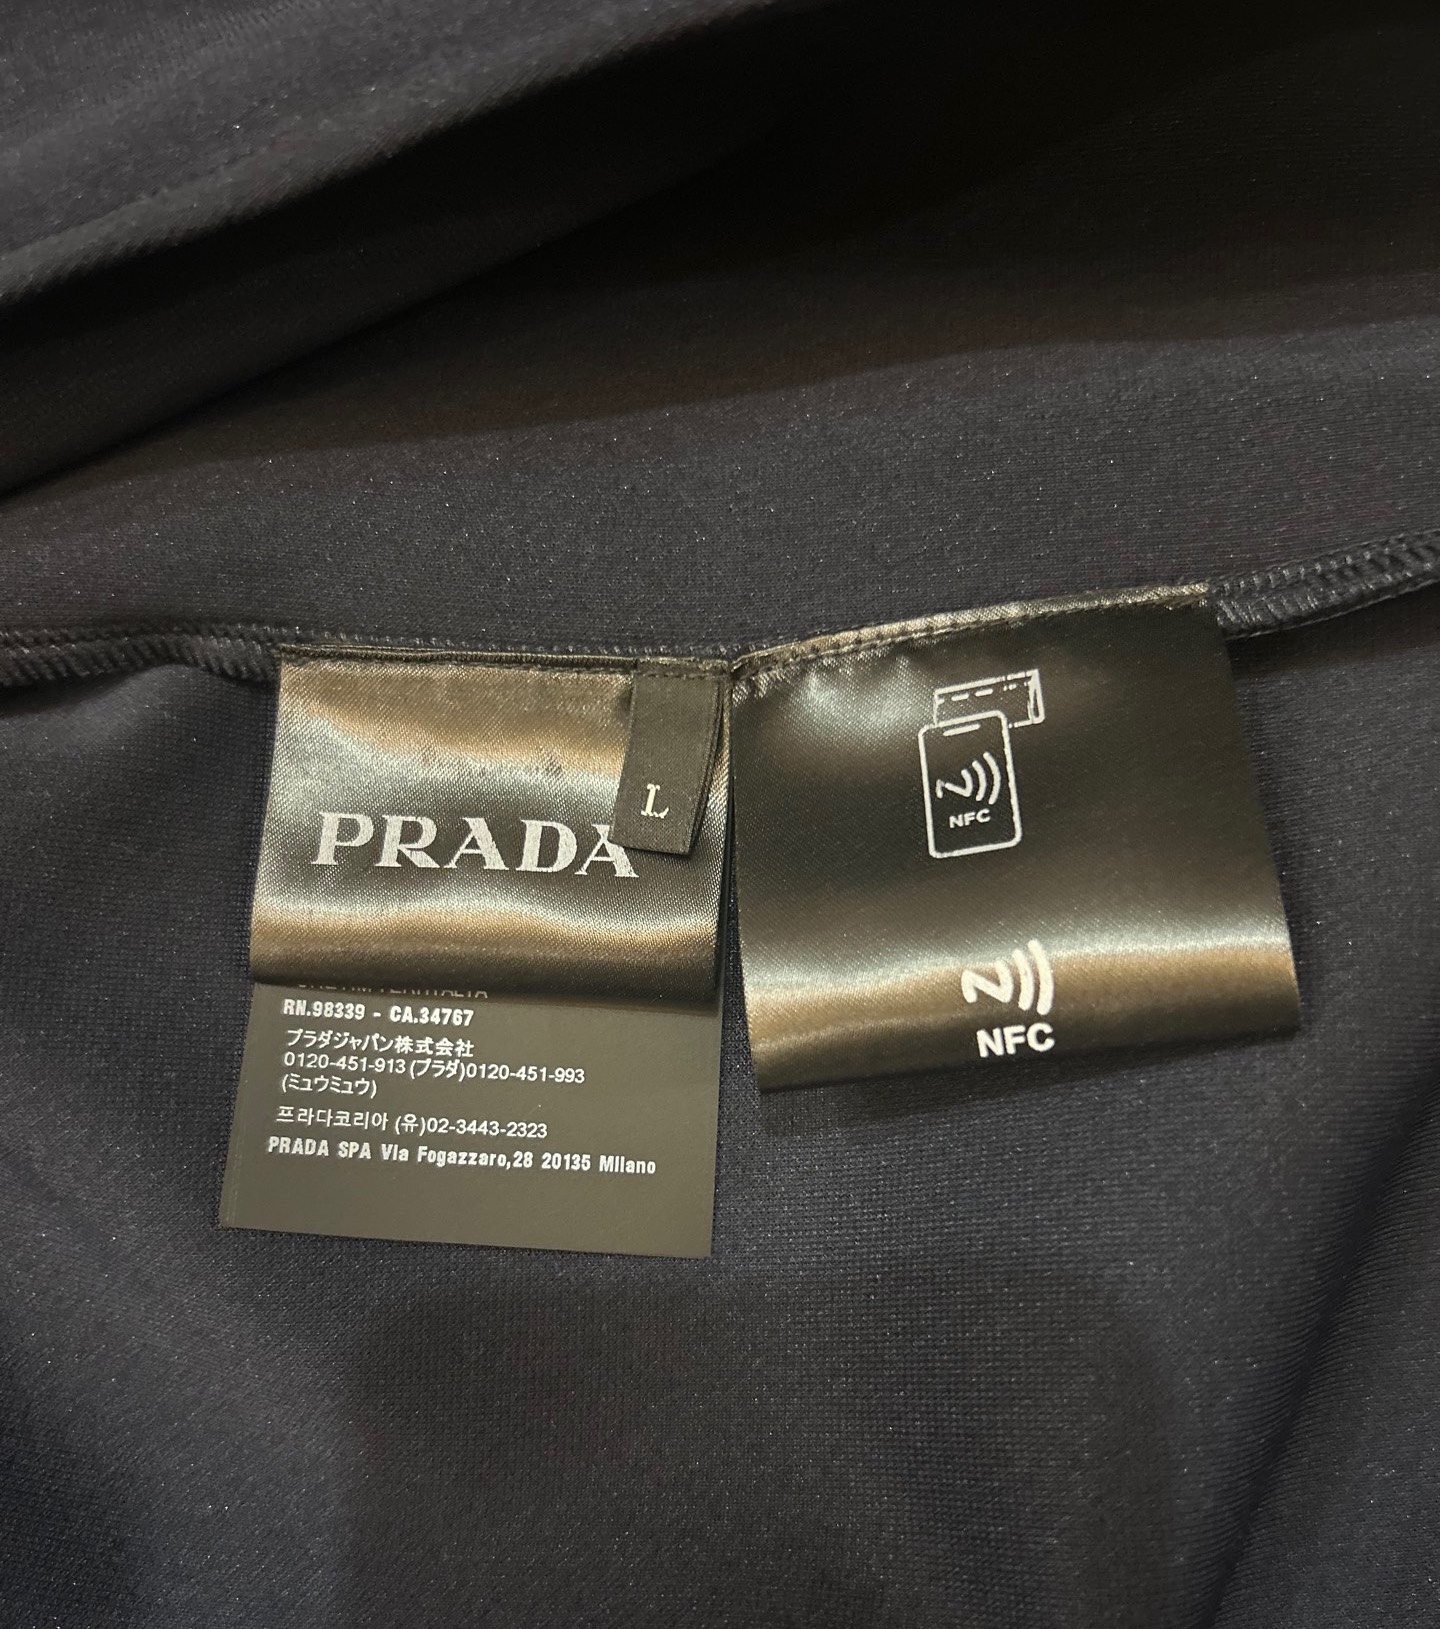 PRADA
L
RN.98339 - CA.34767
プラダジャパン株式会社
0120-451-913 (プラダ)0120-451-993
(ミュウミュウ)
프라다코리아 (유)02-3443-2323
PRADA SPA Via Fogazzaro,28 20135 Milano
NFC
NFC